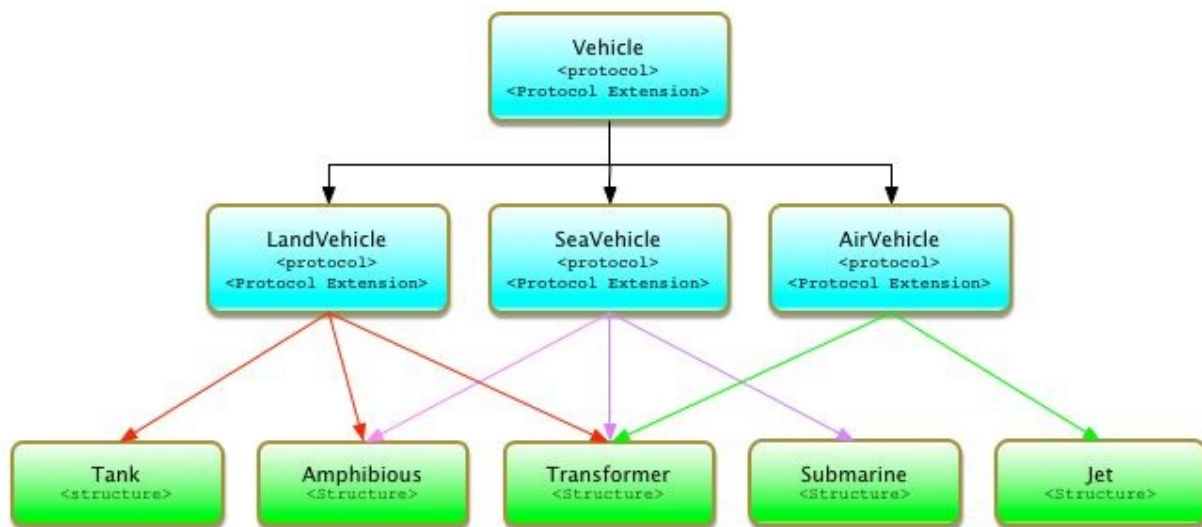 Vehicle
<protocol>
<Protocol Extension>
LandVehicle
<protocol>
<Protocol Extension>
SeaVehicle
<protocol>
<Protocol Extension>
AirVehicle
<protocol>
<Protocol Extension>
Tank
<structure>
Amphibious
<Structure>
Transformer
<Structure>
Submarine
<Structure>
Jet
<Structure>